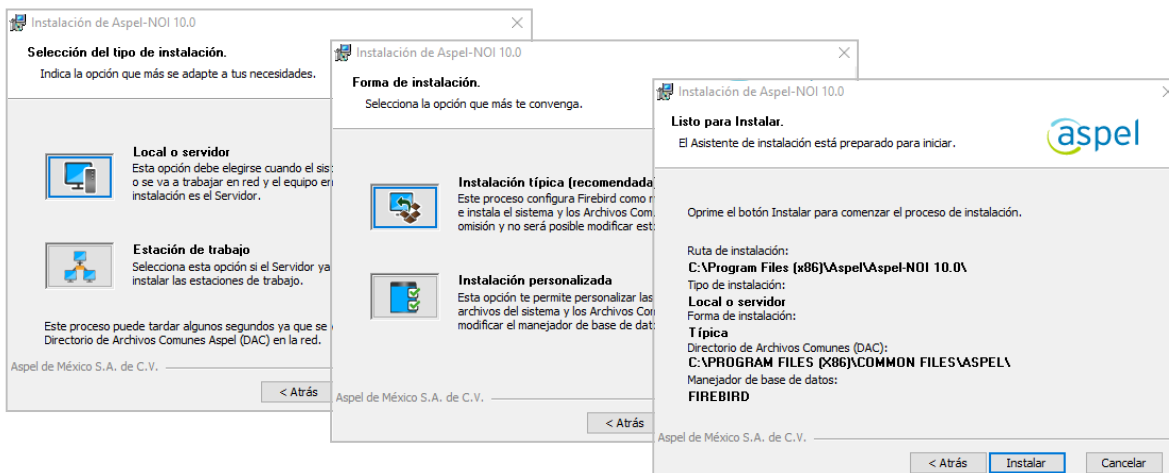 Instalación de Aspel-NOI 10.0
Selección del tipo de instalación.
Indica la opción que más se adapte a tus necesidades.
Local o servidor
Esta opción debe elegirse cuando el
o se va a trabajar en red y el equipo
instalación es el Servidor.
Estación de trabajo
Selecciona esta opción si el Servidor ya
instalar las estaciones de trabajo.
Este proceso puede tardar algunos segundos ya que se
Directorio de Archivos Comunes Aspel (DAC) en la red.
Aspel de México S.A. de C.V.
< Atrás
Instalación de Aspel-NOI 10.0
Forma de instalación.
Selecciona la opción que más te convenga.
Instalación típica (recomendada
Este proceso configura Firebird como
e instala el sistema y los Archivos
omisión y no será posible modificar
Instalación personalizada
Esta opción te permite personalizar las
archivos del sistema y los Archivos
modificar el manejador de base de
Aspel de México S.A. de C.V.
< Atrás
Instalación de Aspel-NOI 10.0
Listo para Instalar.
El Asistente de instalación está preparado para iniciar.
aspel
Oprime el botón Instalar para comenzar el proceso de instalación.
Ruta de instalación:
C:\Program Files (x86)\Aspel\Aspel-NOI 10.0\
Tipo de instalación:
Local o servidor
Forma de instalación:
Típica
Directorio de Archivos Comunes (DAC):
C:\PROGRAM FILES (X86)\COMMON FILES\ASPEL\
Manejador de base de datos:
FIREBIRD
Aspel de México S.A. de C.V.
< Atrás
Instalar
Cancelar